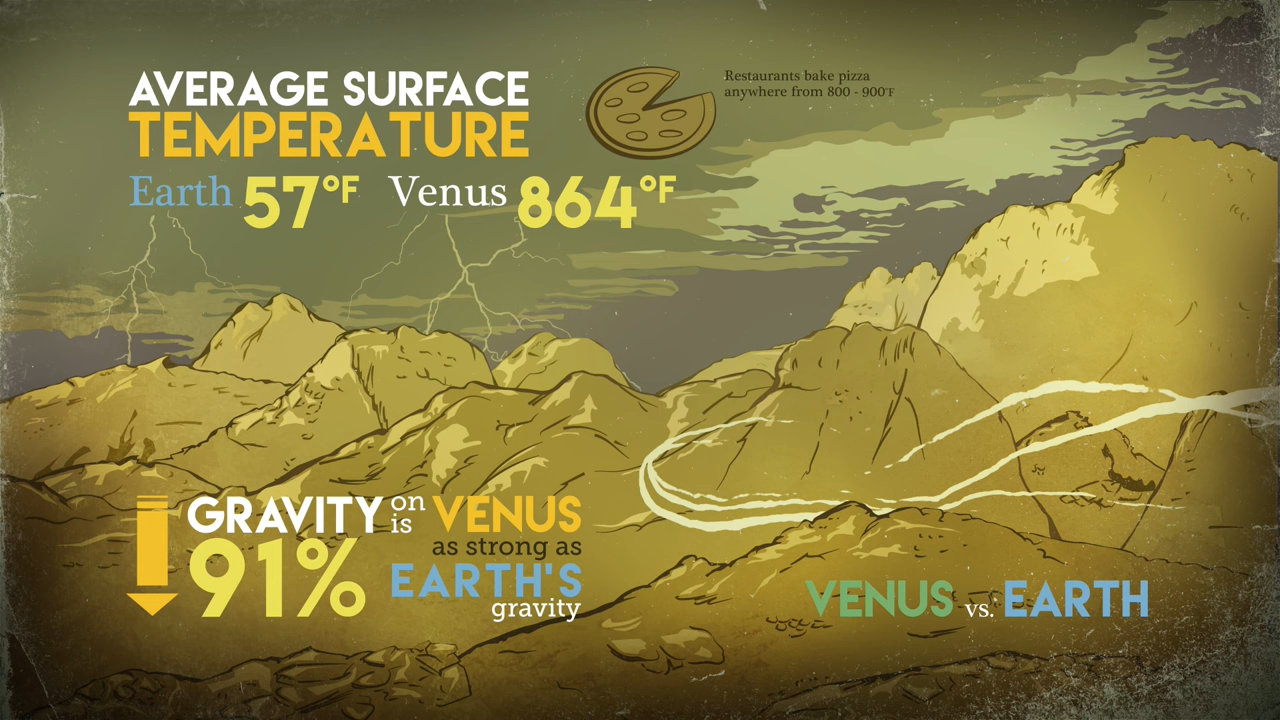 AVERAGE SURFACE
TEMPERATURE
Earth 57°F Venus 864°F
Restaurants bake pizza
anywhere from 800 - 900°F
GRAVITY on is VENUS
91% as strong as
EARTH'S
gravity
VENUS vs. EARTH